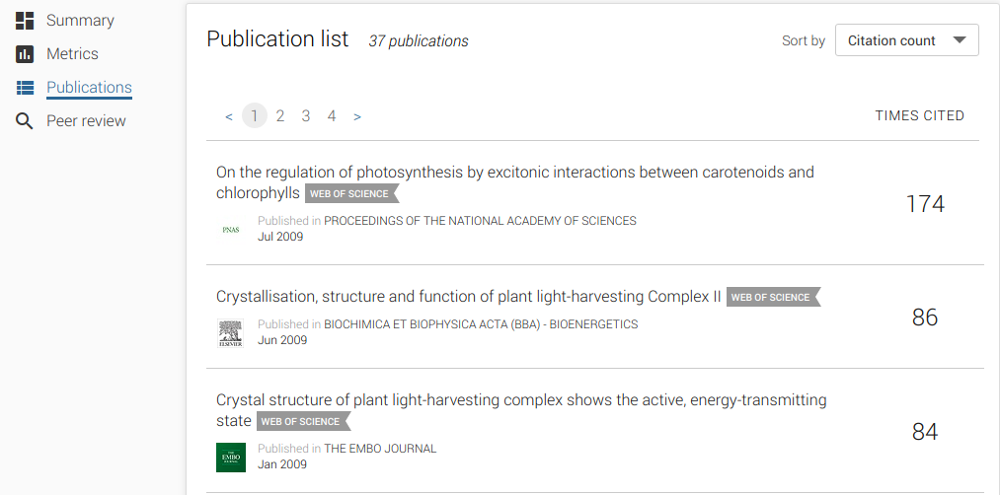 Summary
Metrics
Publications
Peer review
Publication list 37 publications
Sort by Citation count
< 1 2 3 4 >
TIMES CITED
On the regulation of photosynthesis by excitonic interactions between carotenoids and
chlorophylls WEB OF SCIENCE
174
PNAS
Published in PROCEEDINGS OF THE NATIONAL ACADEMY OF SCIENCES
Jul 2009
Crystallisation, structure and function of plant light-harvesting Complex II WEB OF SCIENCE
86
ELSEVIER
Published in BIOCHIMICA ET BIOPHYSICA ACTA (BBA) - BIOENERGETICS
Jun 2009
Crystal structure of plant light-harvesting complex shows the active, energy-transmitting
state WEB OF SCIENCE
84
THE
EMBO
JOURNAL
Published in THE EMBO JOURNAL
Jan 2009